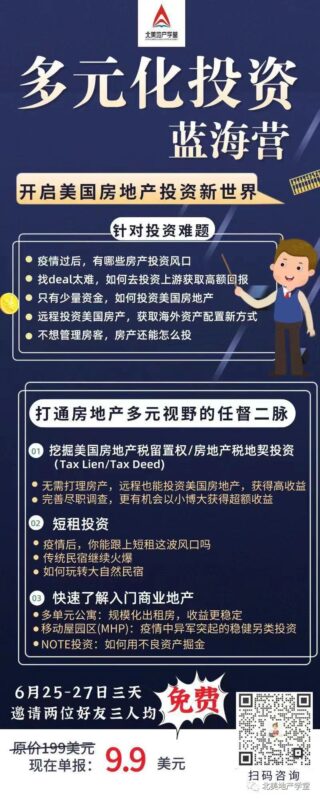 北美地产学堂
多元化投资
蓝海营
开启美国房地产投资新世界
针对投资难题
疫情过后，有哪些房产投资风口
找deal太难，如何去投资上游获取高额回报
只有少量资金，如何投资美国房地产
远程投资美国房产，获取海外资产配置新方式
不想管理房客，房产还能怎么投
打通房地产多元视野的任督二脉
01 挖掘美国房地产税留置权/房地产税地契投资
(Tax Lien/Tax Deed)
无需打理房产，远程也能投资美国房地产，获得高收益
完善尽职调查，更有机会以小博大获得超额收益
02 短租投资
疫情后，你能跟上短租这波风口吗
传统民宿继续火爆
如何玩转大自然民宿
03 快速了解入门商业地产
多单元公寓：规模化出租房，收益更稳定
移动屋园区(MHP)：疫情中异军突起的稳健另类投资
NOTE投资：如何用不良资产掘金
6月25-27日三天
邀请两位好友三人均
免费
原价199美元
现在单报：9.9 美元
扫码咨询
北美地产学堂